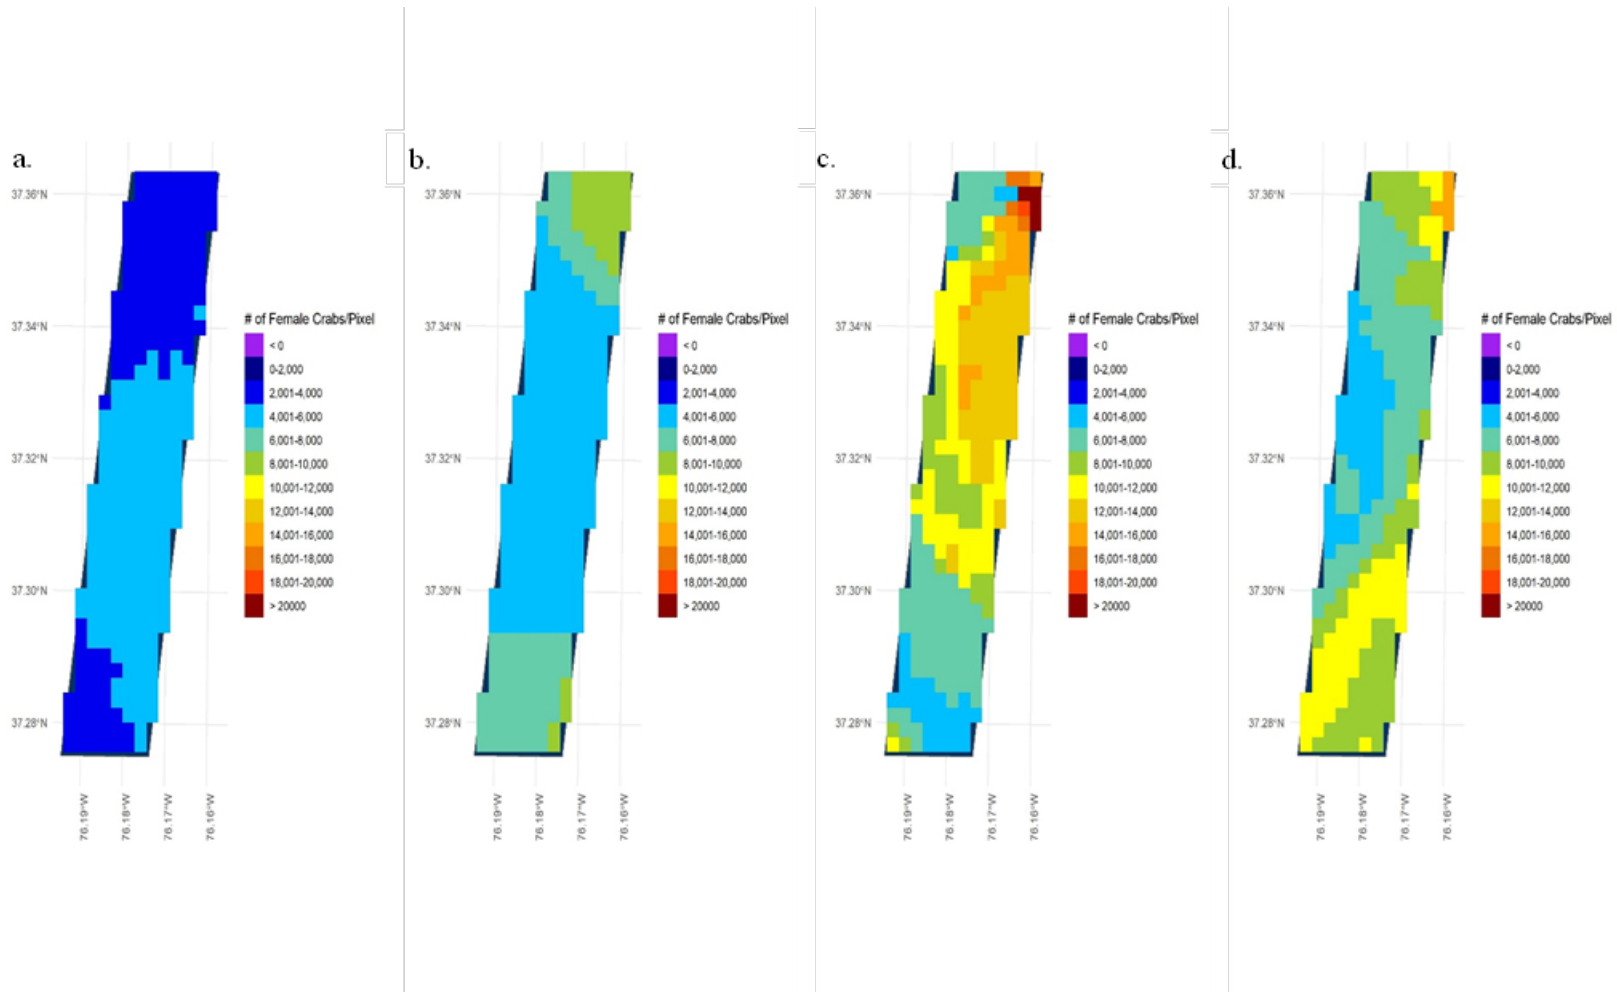 a.
37.36°N
37.34°N
37.32°N
37.30°N
37.28°N
76.19°W
76.18°W
76.17°W
76.16°W
# of Female Crabs/Pixel
< 0
0-2,000
2,001-4,000
4,001-6,000
6,001-8,000
8,001-10,000
10,001-12,000
12,001-14,000
14,001-16,000
16,001-18,000
18,001-20,000
> 20000
b.
37.36°N
37.34°N
37.32°N
37.30°N
37.28°N
76.19°W
76.18°W
76.17°W
76.16°W
# of Female Crabs/Pixel
< 0
0-2,000
2,001-4,000
4,001-6,000
6,001-8,000
8,001-10,000
10,001-12,000
12,001-14,000
14,001-16,000
16,001-18,000
18,001-20,000
> 20000
c.
37.36°N
37.34°N
37.32°N
37.30°N
37.28°N
76.19°W
76.18°W
76.17°W
76.16°W
# of Female Crabs/Pixel
< 0
0-2,000
2,001-4,000
4,001-6,000
6,001-8,000
8,001-10,000
10,001-12,000
12,001-14,000
14,001-16,000
16,001-18,000
18,001-20,000
> 20000
d.
37.36°N
37.34°N
37.32°N
37.30°N
37.28°N
76.19°W
76.18°W
76.17°W
76.16°W
# of Female Crabs/Pixel
< 0
0-2,000
2,001-4,000
4,001-6,000
6,001-8,000
8,001-10,000
10,001-12,000
12,001-14,000
14,001-16,000
16,001-18,000
18,001-20,000
> 20000